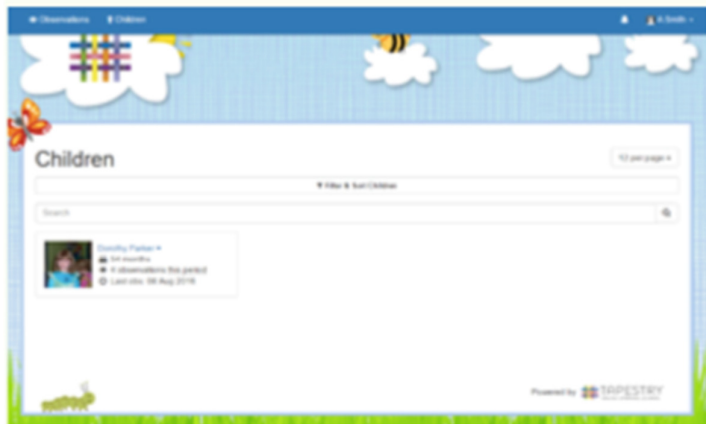 Observations Children A Smith
Children
10 per page
Filter & Sort Children
Search
Dorothy Parker
54 months
4 observations this period
Last obs: 08 Aug 2016
Powered by TAPESTRY